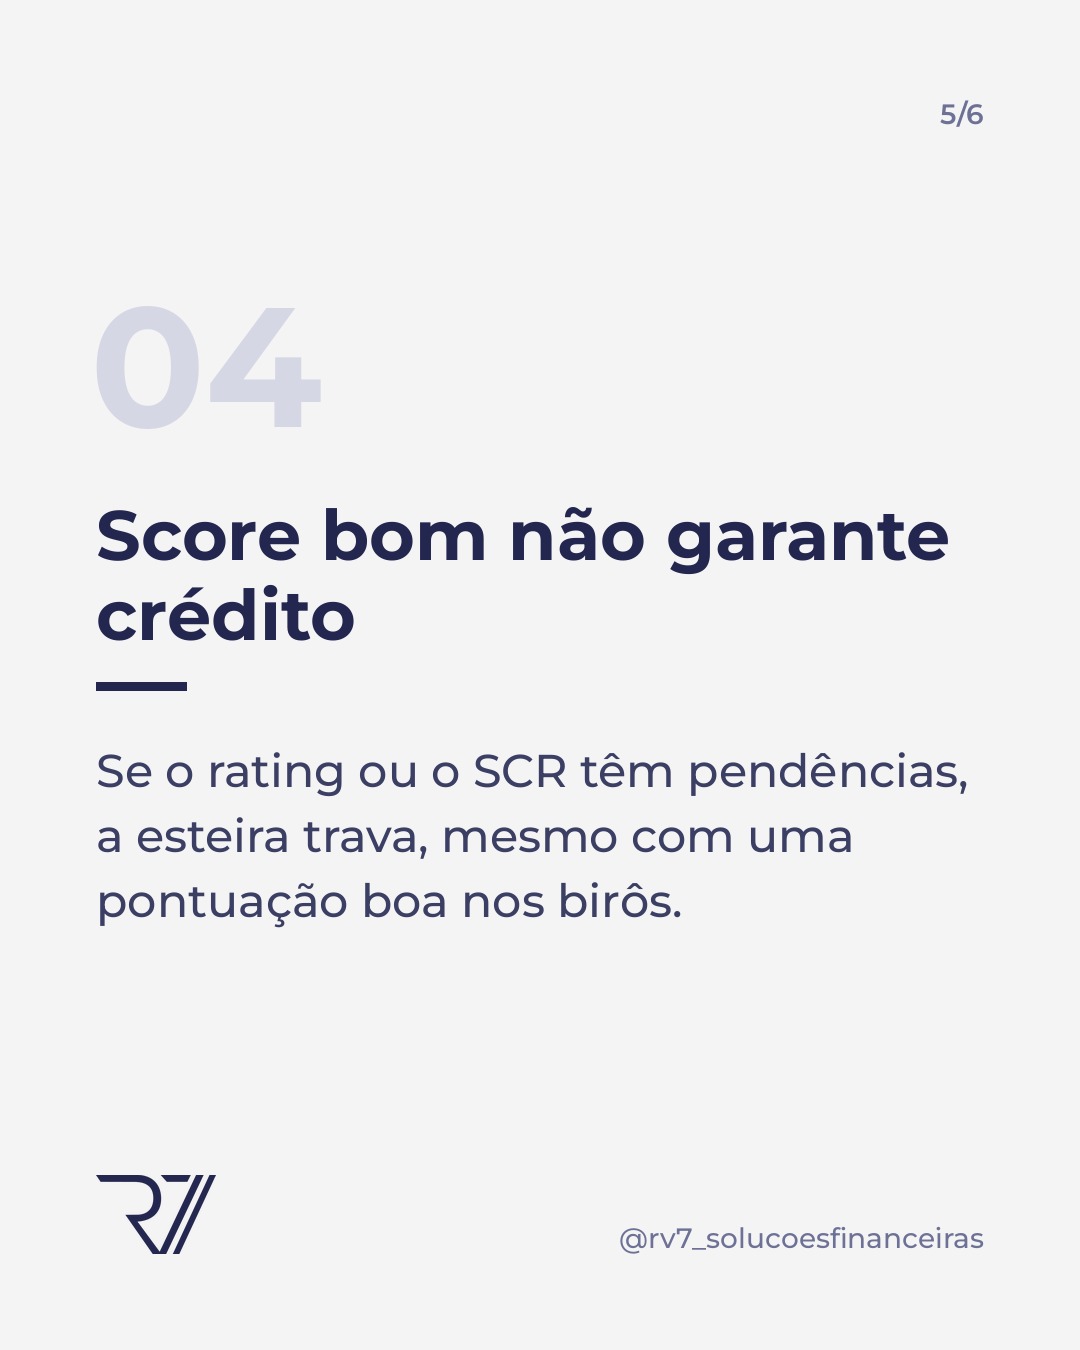 5/6
04
Score bom não garante
crédito
Se o rating ou o SCR têm pendências,
a esteira trava, mesmo com uma
pontuação boa nos birôs.
RV7
@rv7_solucoesfinanceiras